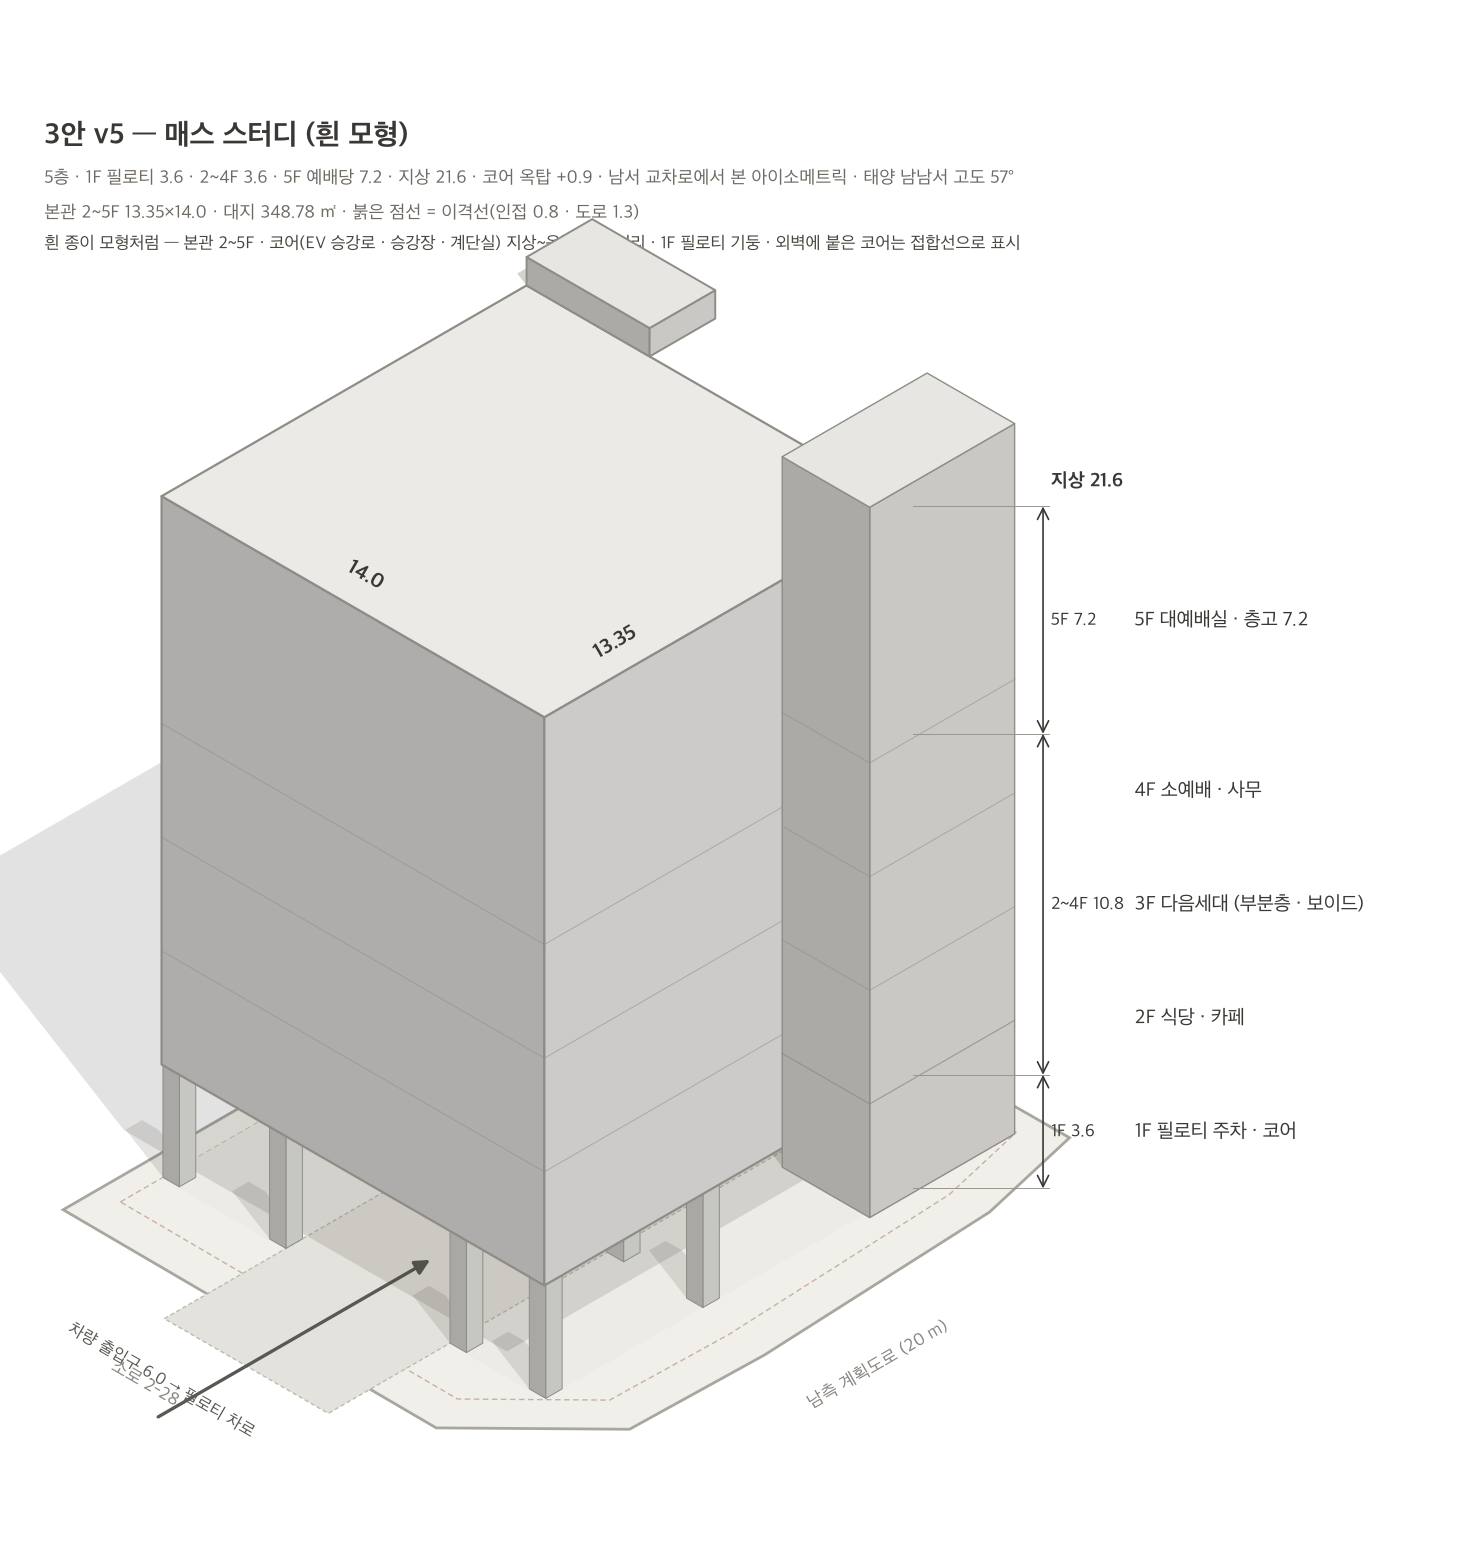 3안 v5 — 매스 스터디 (흰 모형)
5층 · 1F 필로티 3.6 · 2~4F 3.6 · 5F 예배당 7.2 · 지상 21.6 · 코어 옥탑 +0.9 · 남서 교차로에서 본 아이소메트릭 · 태양 남남서 고도 57°
본관 2~5F 13.35×14.0 · 대지 348.78 ㎡ · 붉은 점선 = 이격선(인접 0.8 · 도로 1.3)
흰 종이 모형처럼 — 본관 2~5F · 코어(EV 승강로 · 승강장 · 계단실) 지상~ · 1F 필로티 기둥 · 외벽에 붙은 코어는 접합선으로 표시
지상 21.6
14.0
13.35
5F 7.2
5F 대예배실 · 층고 7.2
4F 소예배 · 사무
2~4F 10.8
3F 다음세대 (부분층 · 보이드)
2F 식당 · 카페
1F 3.6
1F 필로티 주차 · 코어
차량 출입구 6.0 → 필로티 차로
소로 2-28
남측 계획도로 (20 m)